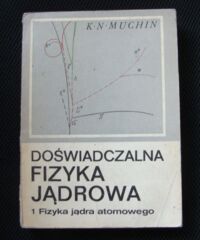 K·N·MUCHIN
DOŚWIADCZALNA
FIZYKA
JĄDROWA
1 Fizyka jądra atomowego